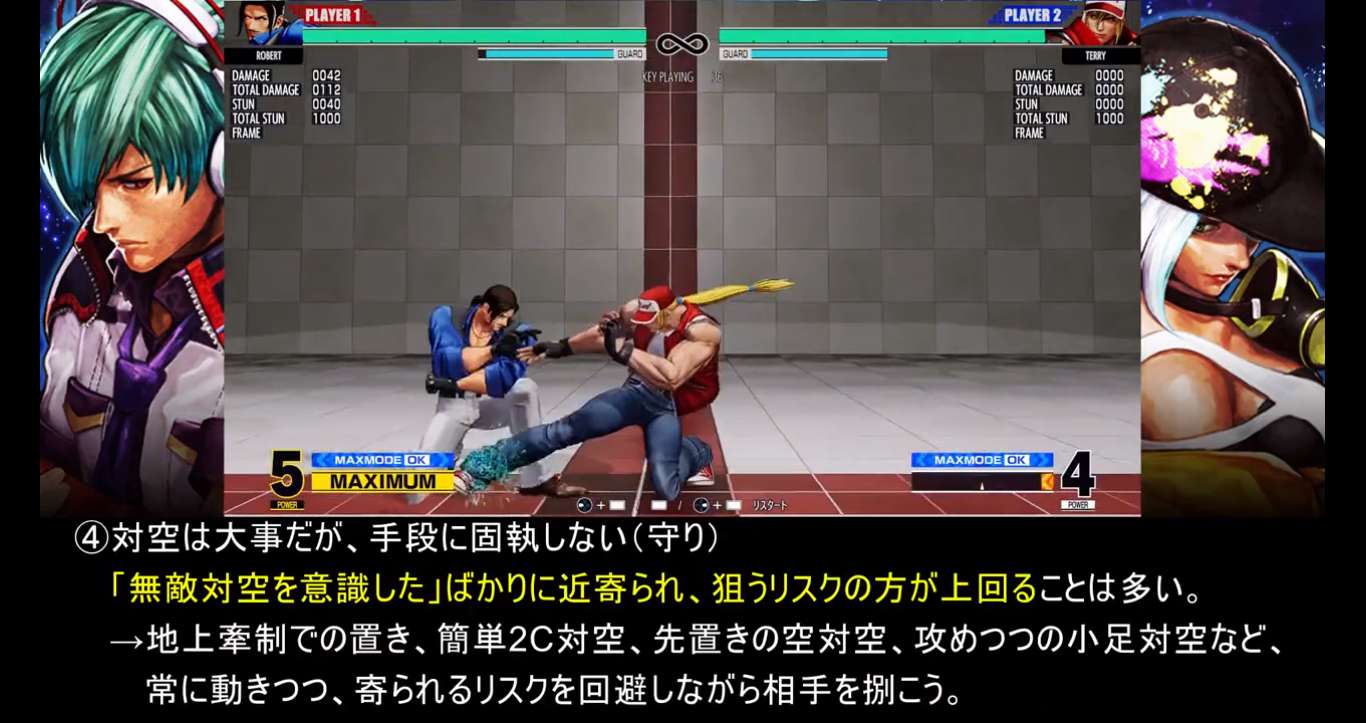 PLAYER 1
PLAYER 2
ROBERT
GUARD
GUARD
TERRY
KEY PLAYING
DAMAGE 0042
TOTAL DAMAGE 0112
STUN 0040
TOTAL STUN 1000
FRAME
DAMAGE 0000
TOTAL DAMAGE 0000
STUN 0000
TOTAL STUN 1000
FRAME
5
POWER
MAXMODE OK
MAXIMUM
MAXMODE OK
4
POWER
+ / + リスタート
④対空は大事だが、手段に固執しない（守り）
「無敵対空を意識した」ばかりに近寄られ、狙うリスクの方が上回ることは多い。
→地上牽制での置き、簡単2C対空、先置きの空対空、攻めつつの小足対空など、
常に動きつつ、寄られるリスクを回避しながら相手を捌こう。